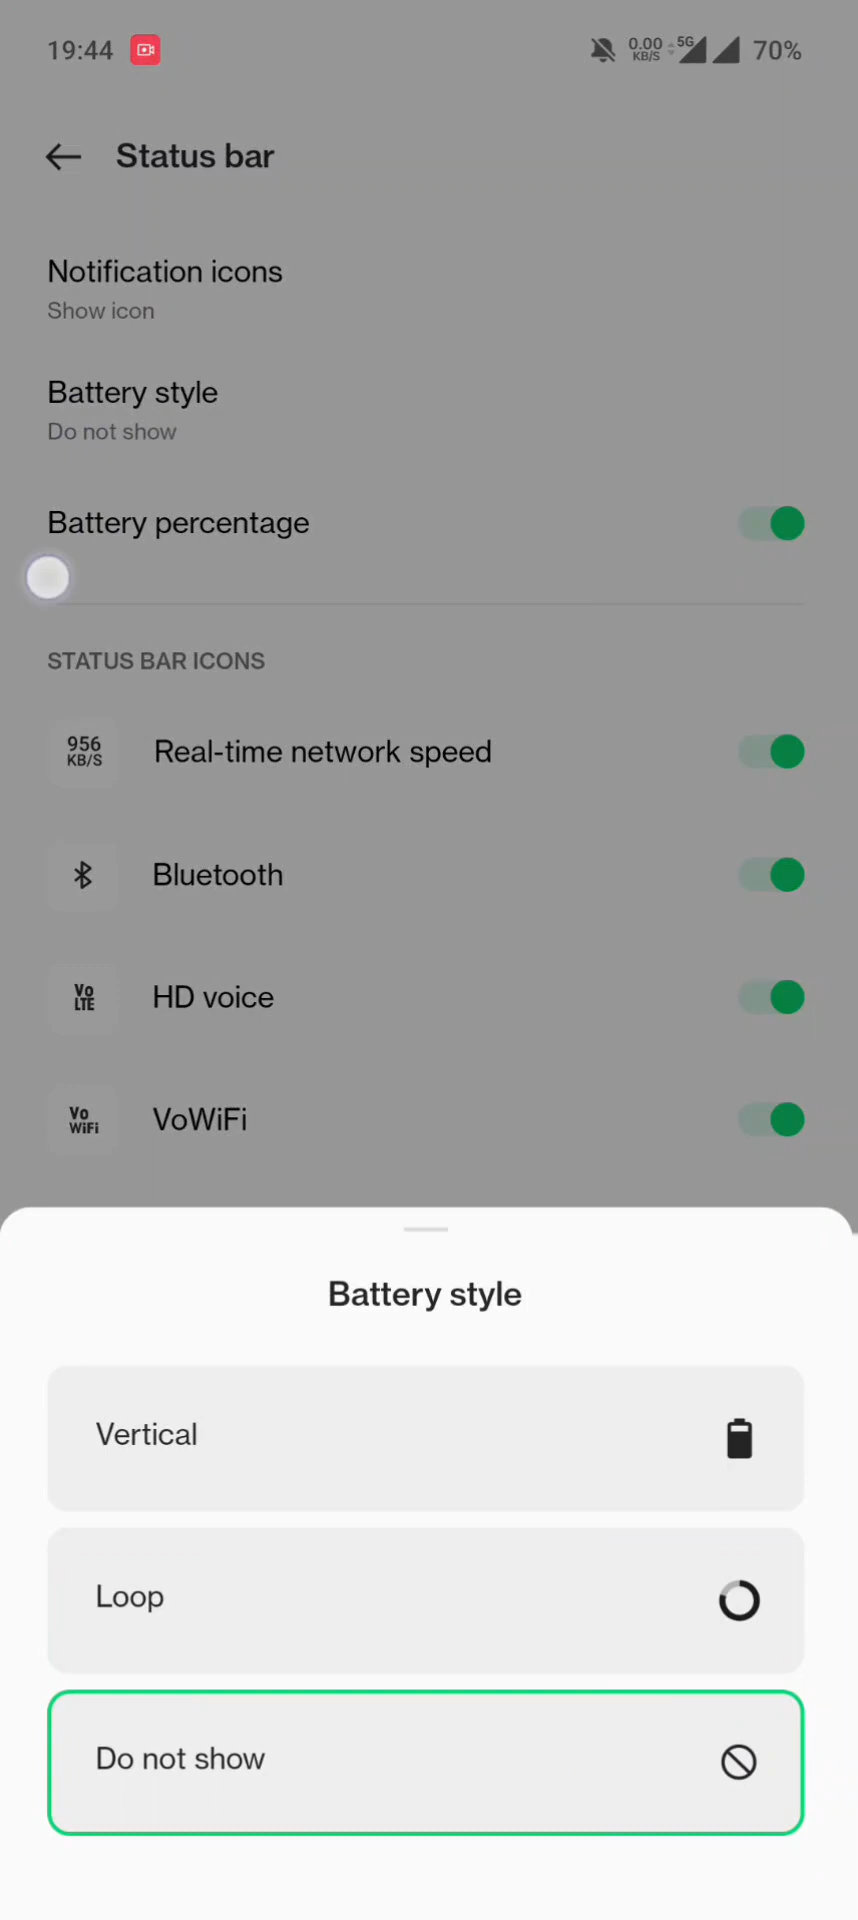 19:44
0.00 KB/S 5G 70%
Status bar
Notification icons
Show icon
Battery style
Do not show
Battery percentage
STATUS BAR ICONS
956 KB/S Real-time network speed
Bluetooth
Vo LTE HD voice
Vo WiFi VoWiFi
Battery style
Vertical
Loop
Do not show